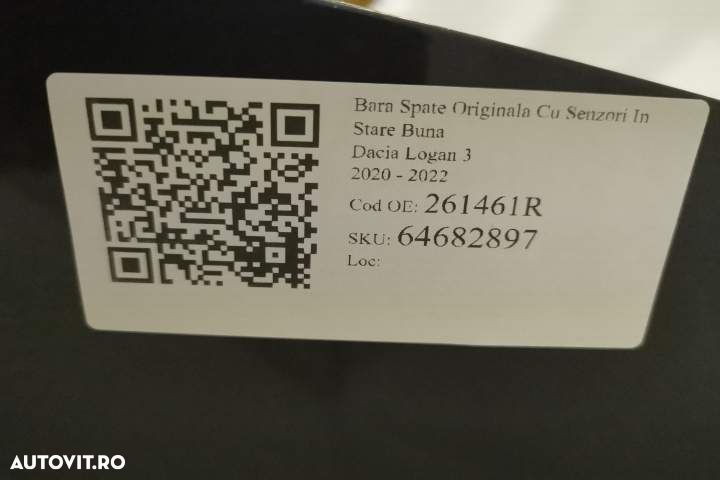 Bara Spate Originala Cu Senzori In
Stare Buna
Dacia Logan 3
2020 - 2022
Cod OE: 261461R
SKU: 64682897
Loc:
AUTOVIT.RO